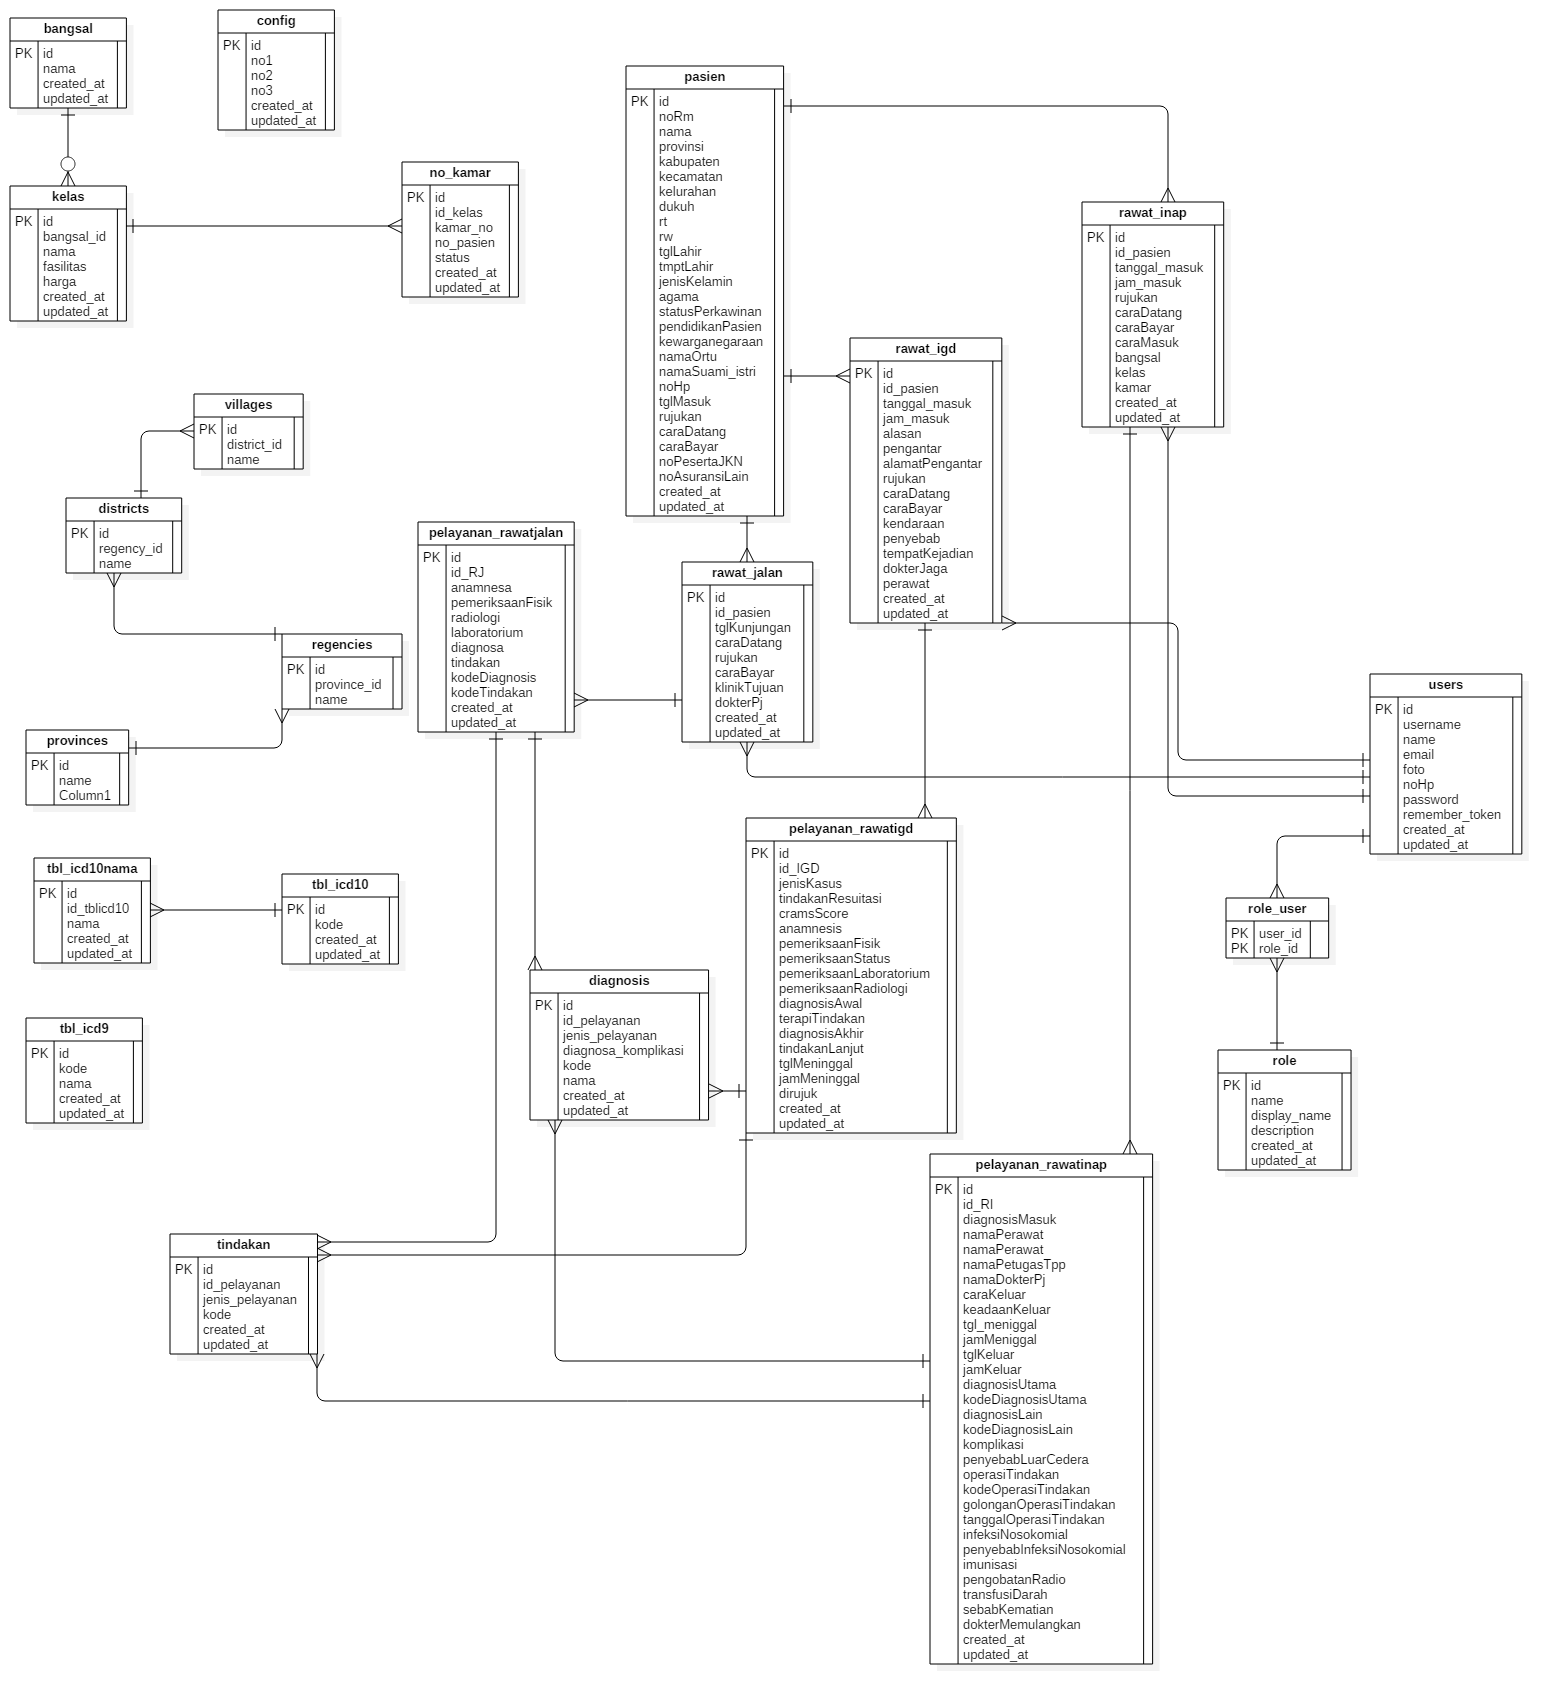 bangsal
PK id
nama
created_at
updated_at
config
PK id
no1
no2
no3
created_at
updated_at
kelas
PK id
bangsal_id
nama
fasilitas
harga
created_at
updated_at
no_kamar
PK id
id_kelas
kamar_no
no_pasien
status
created_at
updated_at
pasien
PK id
noRm
nama
provinsi
kabupaten
kecamatan
kelurahan
dukuh
rt
rw
tglLahir
tmptLahir
jenisKelamin
agama
statusPerkawinan
pendidikanPasien
kewarganegaraan
namaOrtu
namaSuami_istri
noHp
tglMasuk
rujukan
caraDatang
caraBayar
noPesertaJKN
noAsuransiLain
created_at
updated_at
rawat_inap
PK id
id_pasien
tanggal_masuk
jam_masuk
rujukan
caraDatang
caraBayar
caraMasuk
bangsal
kelas
kamar
created_at
updated_at
rawat_igd
PK id
id_pasien
tanggal_masuk
jam_masuk
alasan
pengantar
alamatPengantar
rujukan
caraDatang
caraBayar
kendaraan
penyebab
tempatKejadian
dokterJaga
perawat
created_at
updated_at
villages
PK id
district_id
name
districts
PK id
regency_id
name
regencies
PK id
province_id
name
provinces
PK id
name
Column1
pelayanan_rawatjalan
PK id
id_RJ
anamnesa
pemeriksaanFisik
radiologi
laboratorium
diagnosa
tindakan
kodeDiagnosis
kodeTindakan
created_at
updated_at
rawat_jalan
PK id
id_pasien
tglKunjungan
caraDatang
rujukan
caraBayar
klinikTujuan
dokterPj
created_at
updated_at
users
PK id
username
name
email
foto
noHp
password
remember_token
created_at
updated_at
tbl_icd10nama
PK id
id_tblicd10
nama
created_at
updated_at
tbl_icd10
PK id
kode
created_at
updated_at
pelayanan_rawatigd
PK id
id_IGD
jenisKasus
tindakanResuitasi
cramsScore
anamnesis
pemeriksaanFisik
pemeriksaanStatus
pemeriksaanLaboratorium
pemeriksaanRadiologi
diagnosisAwal
terapiTindakan
diagnosisAkhir
tindakanLanjut
tglMeninggal
jamMeninggal
dirujuk
created_at
updated_at
role_user
PK user_id
PK role_id
diagnosis
PK id
id_pelayanan
jenis_pelayanan
diagnosa_komplikasi
kode
nama
created_at
updated_at
tbl_icd9
PK id
kode
nama
created_at
updated_at
role
PK id
name
display_name
description
created_at
updated_at
tindakan
PK id
id_pelayanan
jenis_pelayanan
kode
created_at
updated_at
pelayanan_rawatinap
PK id
id_RI
diagnosisMasuk
namaPerawat
namaPerawat
namaPetugasTpp
namaDokterPj
caraKeluar
keadaanKeluar
tgl_meniggal
jamMeniggal
tglKeluar
jamKeluar
diagnosisUtama
kodeDiagnosisUtama
diagnosisLain
kodeDiagnosisLain
komplikasi
penyebabLuarCedera
operasiTindakan
kodeOperasiTindakan
golonganOperasiTindakan
tanggalOperasiTindakan
infeksiNosokomial
penyebabInfeksiNosokomial
imunisasi
pengobatanRadio
transfusiDarah
sebabKematian
dokterMemulangkan
created_at
updated_at